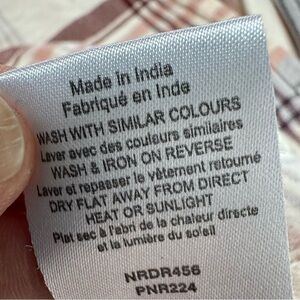 Made in India
Fabriqué en Inde
WASH WITH SIMILAR COLOURS
Laver avec des couleurs similaires
WASH & IRON ON REVERSE
Laver et repasser le vêtement retourné
DRY FLAT AWAY FROM DIRECT
HEAT OR SUNLIGHT
Plat sec à l'abri de la chaleur directe
et la lumière du soleil
NRDR456
PNR224